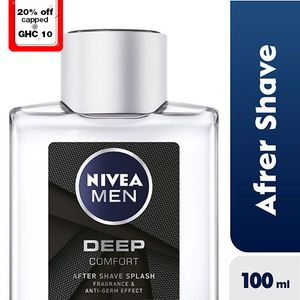 20% off
capped
@
GHC 10
NIVEA
MEN
DEEP
COMFORT
AFTER SHAVE SPLASH
FRAGRANCE &
ANTI-GERM EFFECT
Afrer Shave
100 ml